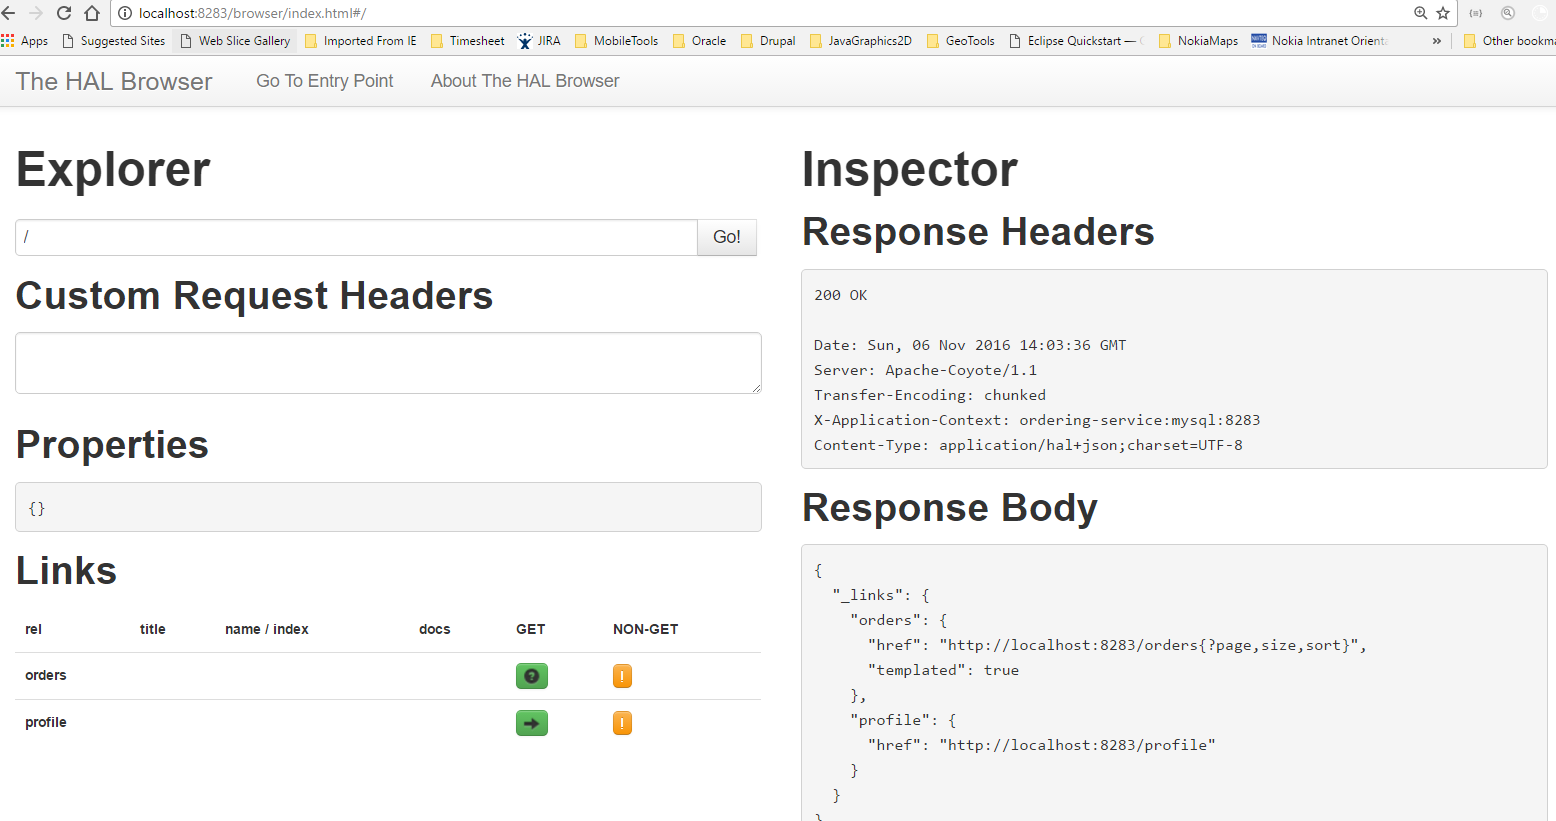 localhost:8283/browser/index.html#/
Apps Suggested Sites Web Slice Gallery Imported From IE Timesheet JIRA MobileTools Oracle Drupal JavaGraphics2D GeoTools Eclipse Quickstart — NokiaMaps Nokia Intranet Orient » Other bookma
The HAL Browser Go To Entry Point About The HAL Browser
Explorer
/ Go!
Custom Request Headers
Properties
{}
Links
rel title name / index docs GET NON-GET
orders ? !
profile !
Inspector
Response Headers
200 OK
Date: Sun, 06 Nov 2016 14:03:36 GMT
Server: Apache-Coyote/1.1
Transfer-Encoding: chunked
X-Application-Context: ordering-service:mysql:8283
Content-Type: application/hal+json;charset=UTF-8
Response Body
{
"_links": {
"orders": {
"href": "http://localhost:8283/orders{?page,size,sort}",
"templated": true
},
"profile": {
"href": "http://localhost:8283/profile"
}
}
}